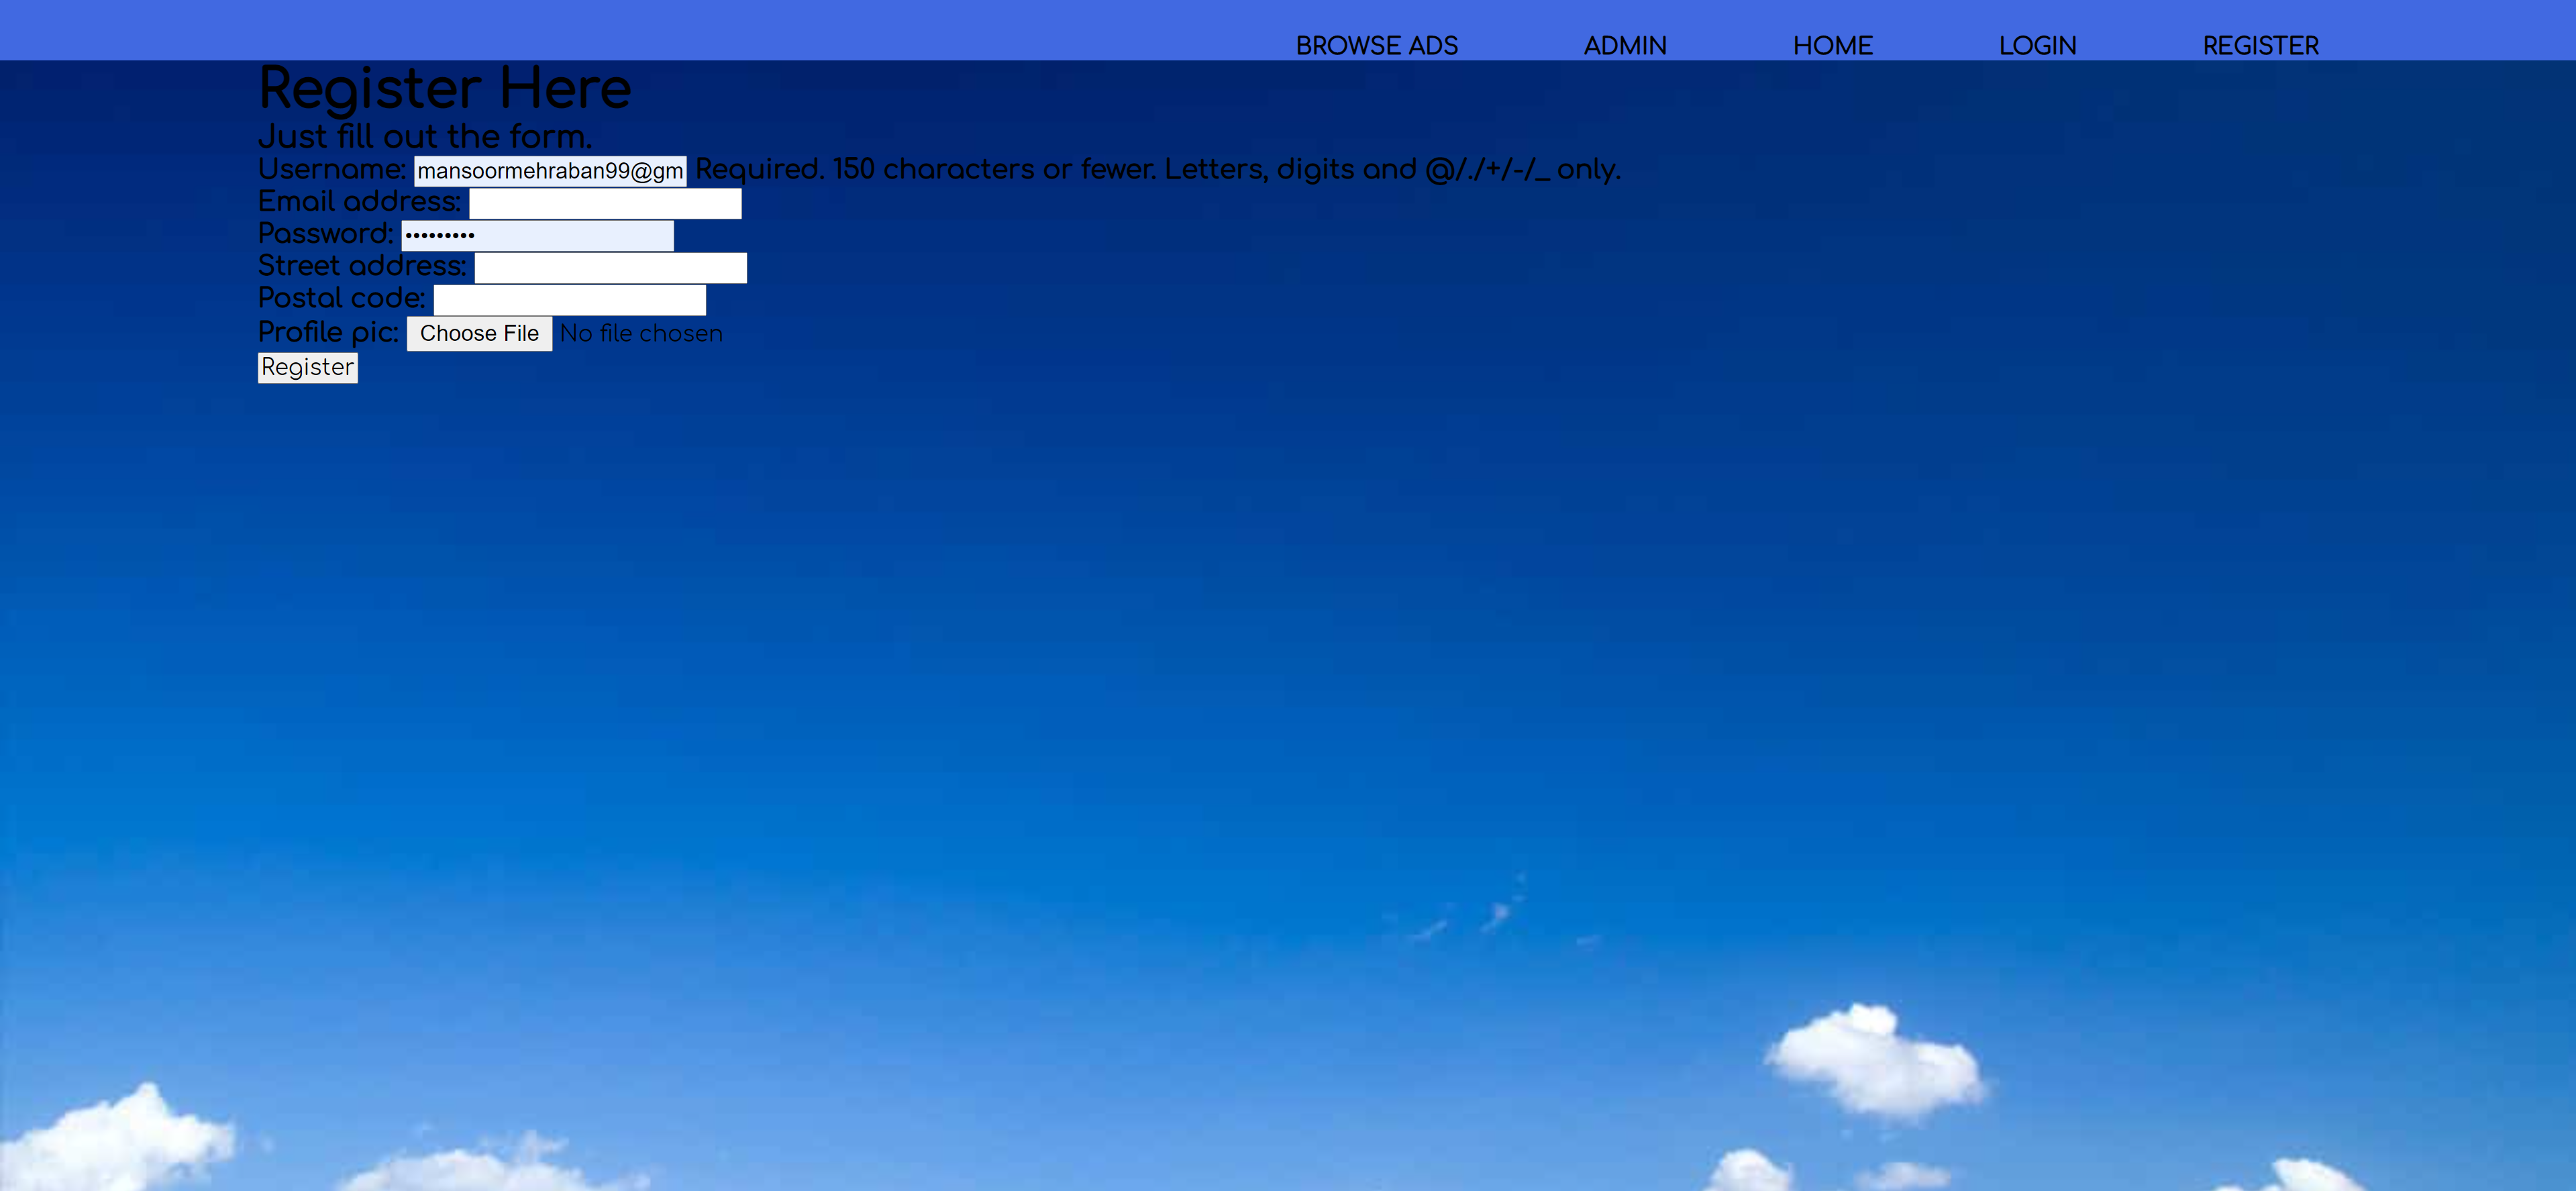 BROWSE ADS ADMIN HOME LOGIN REGISTER
Register Here
Just fill out the form.
Username: mansoormehraban99@gm Required. 150 characters or fewer. Letters, digits and @/./+/-/_ only.
Email address:
Password: •••••••••
Street address:
Postal code:
Profile pic: Choose File No file chosen
Register